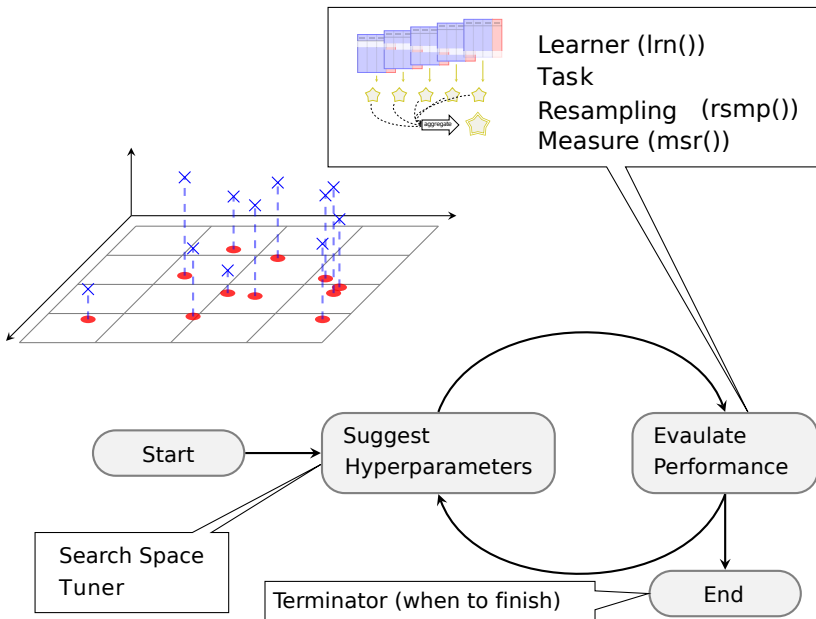 Learner (lrn())
Task
Resampling (rsmp())
Measure (msr())
aggregate
Start
Suggest
Hyperparameters
Evaulate
Performance
Search Space
Tuner
Terminator (when to finish)
End